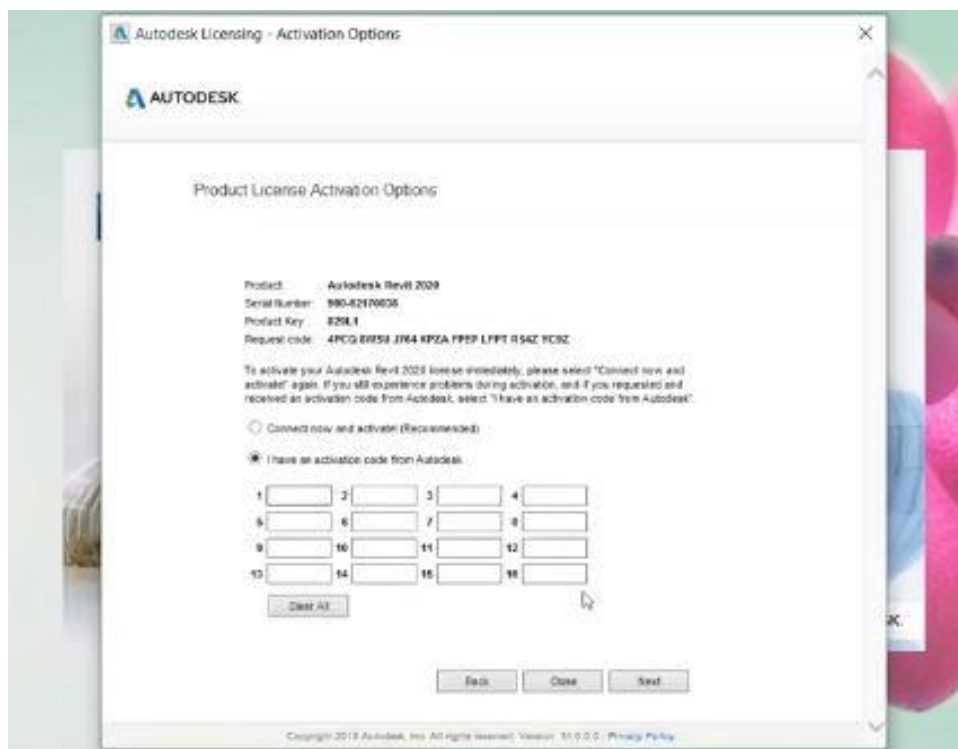 Autodesk Licensing - Activation Options
AUTODESK
Product License Activation Options
Product: Autodesk Revit 2020
Serial Number:
Product Key: 829L1
Request code:
To activate your Autodesk Revit 2020 license immediately, please select "Connect now and
activate!" again. If you still experience problems during activation, and if you requested and
received an activation code from Autodesk, select "I have an activation code from Autodesk".
Connect now and activate! (Recommended)
I have an activation code from Autodesk
1 2 3 4
5 6 7 8
9 10 11 12
13 14 15 16
Clear All
SK.
Back Close Next
Autodesk, Inc. All rights reserved. Version: Privacy Policy